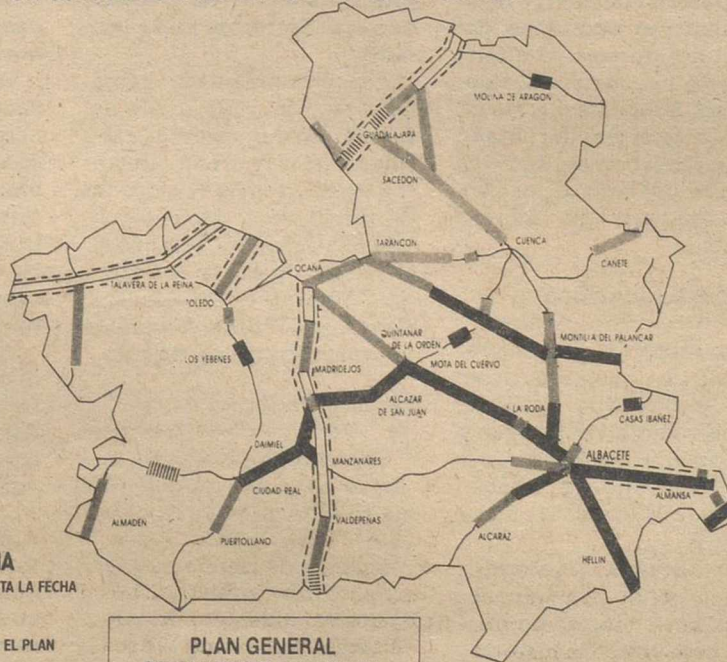 MOLINA DE ARAGON
GUADALAJARA
SACEDON
TARANCON
CUENCA
CAÑETE
OCAÑA
TALAVERA DE LA REINA
TOLEDO
QUINTANAR
DE LA ORDEN
MONTILLA DEL PALANCAR
LOS YEBENES
MADRIDEJOS
MOTA DEL CUERVO
ALCAZAR
DE SAN JUAN
LA RODA
CASAS IBAÑEZ
DAIMIEL
MANZANARES
ALBACETE
CIUDAD REAL
ALMANSA
ALMADEN
VALDEPEÑAS
PUERTOLLANO
ALCARAZ
HELLIN
TA LA FECHA
EL PLAN
PLAN GENERAL